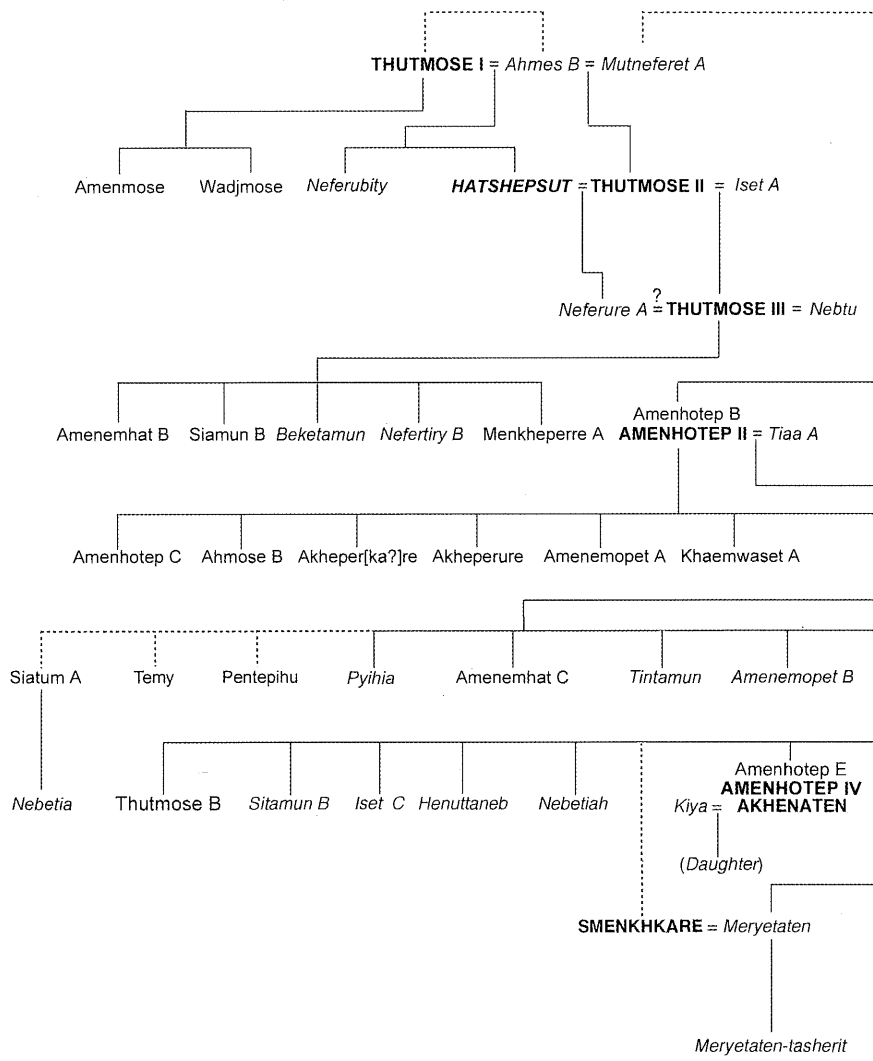 THUTMOSE I = Ahmes B = Mutneferet A
Amenmose Wadjmose Neferubity HATSHEPSUT = THUTMOSE II = Iset A
?
Neferure A = THUTMOSE III = Nebtu
Amenhotep B
Amenemhat B Siamun B Beketamun Nefertiry B Menkheperre A AMENHOTEP II = Tiaa A
Amenhotep C Ahmose B Akheper[ka?]re Akheperure Amenemopet A Khaemwaset A
Siatum A Temy Pentepihu Pyihia Amenemhat C Tintamun Amenemopet B
Amenhotep E
AMENHOTEP IV
Nebetia Thutmose B Sitamun B Iset C Henuttaneb Nebetiah Kiya = AKHENATEN
(Daughter)
SMENKHKARE = Meryetaten
Meryetaten-tasherit